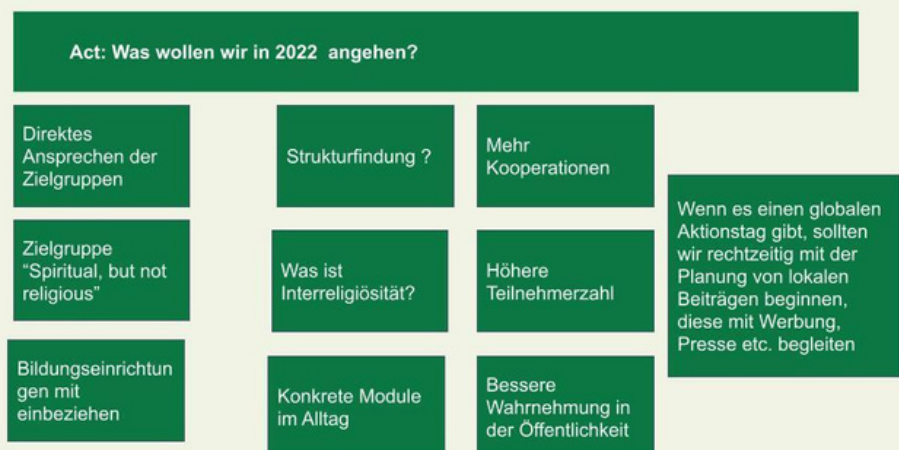 Act: Was wollen wir in 2022 angehen?
Direktes
Ansprechen der
Zielgruppen
Zielgruppe
“Spiritual, but not
religious”
Bildungseinrichtun
gen mit
einbeziehen
Strukturfindung ?
Was ist
Interreligiösität?
Konkrete Module
im Alltag
Mehr
Kooperationen
Höhere
Teilnehmerzahl
Bessere
Wahrnehmung in
der Öffentlichkeit
Wenn es einen globalen
Aktionstag gibt, sollten
wir rechtzeitig mit der
Planung von lokalen
Beiträgen beginnen,
diese mit Werbung,
Presse etc. begleiten